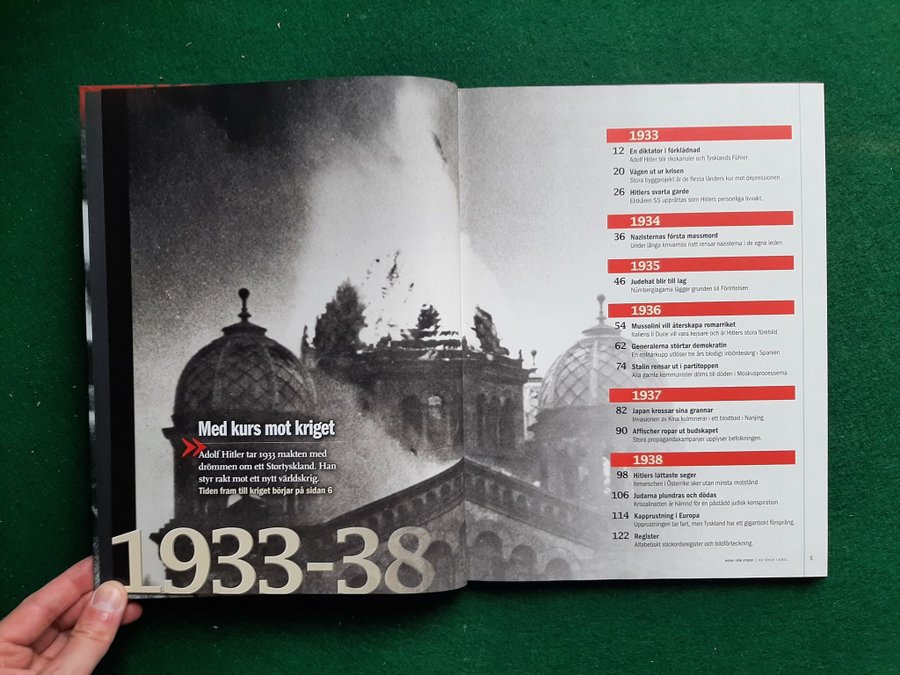 Med kurs mot kriget
Adolf Hitler tar 1933 makten med
drömmen om ett Stortyskland. Han
styr rakt mot ett nytt världskrig.
Tiden fram till kriget börjar på sidan 6
1933-38
1933
12 En diktator i förklädnad
Adolf Hitler blir rikskansler och Tysklands Führer.
20 Vägen ut ur krisen
Stora byggprojekt är de flesta länders kur mot depressionen.
26 Hitlers svarta garde
Elitkåren SS upprättas som Hitlers personliga livvakt.
1934
36 Nazisternas första massmord
Under långa knivarnas natt rensar nazisterna i de egna leden.
1935
46 Judehat blir till lag
Nürnberglagarna lägger grunden till Förintelsen.
1936
54 Mussolini vill återskapa romarriket
Italiens Il Duce vill vara kejsare och är Hitlers stora förebild.
62 Generalerna störtar demokratin
En militärkupp utlöser tre års blodigt inbördeskrig i Spanien.
74 Stalin rensar ut i partitoppen
Alla gamla kommunister döms till döden i Moskvaprocesserna.
1937
82 Japan krossar sina grannar
Invasionen av Kina kulminerar i ett blodbad i Nanjing.
90 Affischer ropar ut budskapet
Stora propagandakampanjer upplyser befolkningen.
1938
98 Hitlers lättaste seger
Inmarschen i Österrike sker utan minsta motstånd.
106 Judarna plundras och dödas
Kristallnatten är hämnd för en påstådd judisk konspiration.
114 Kapprustning i Europa
Upprustningen tar fart, men Tyskland har ett gigantiskt försprång.
122 Register
Alfabetiskt stickordsregister och bildförteckning.
5